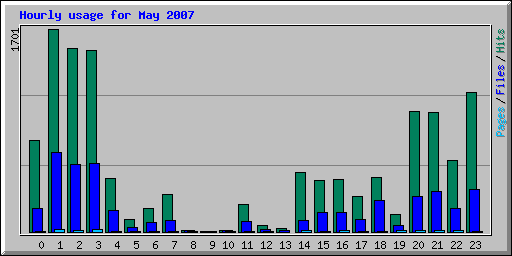 Hourly usage for May 2007
1701
Pages / Files / Hits
0 1 2 3 4 5 6 7 8 9 10 11 12 13 14 15 16 17 18 19 20 21 22 23